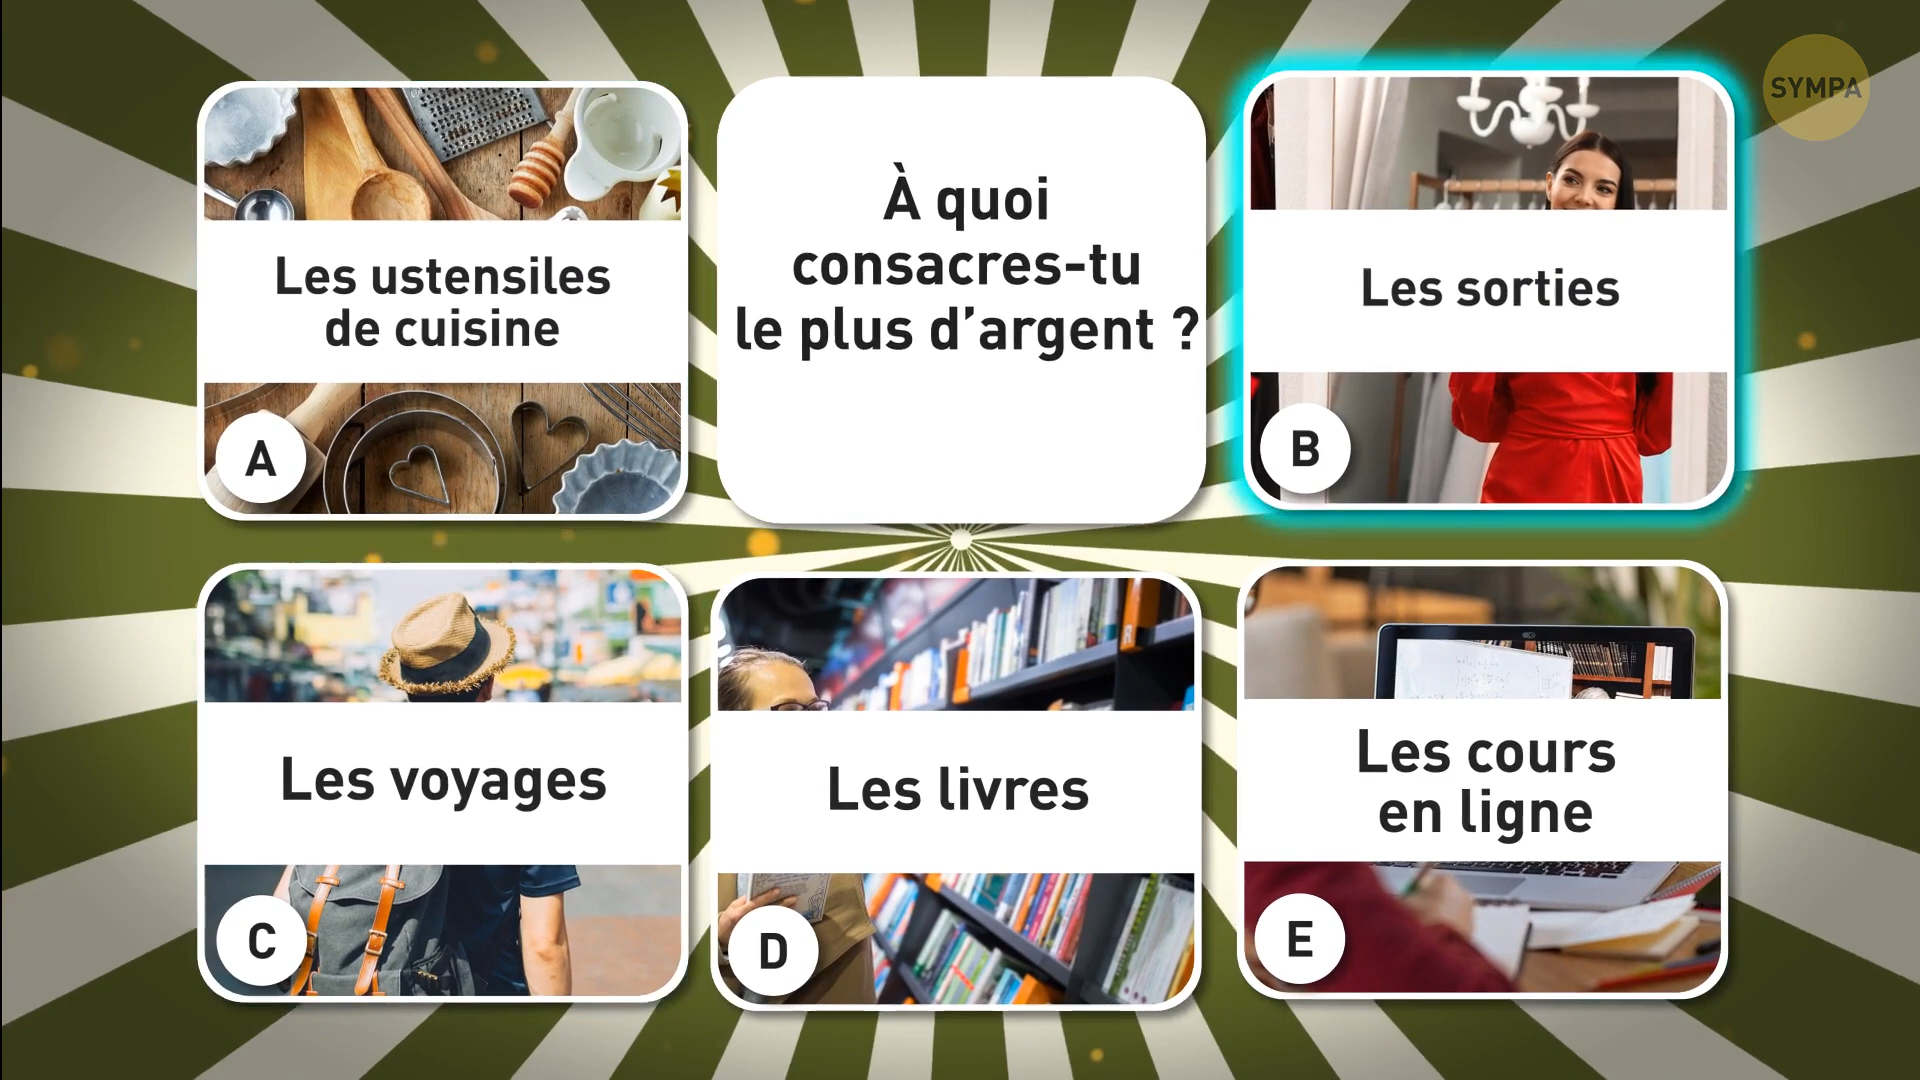 Les ustensiles
de cuisine
A
À quoi
consacres-tu
le plus d’argent ?
Les sorties
B
SYMPA
Les voyages
C
Les livres
D
Les cours
en ligne
E